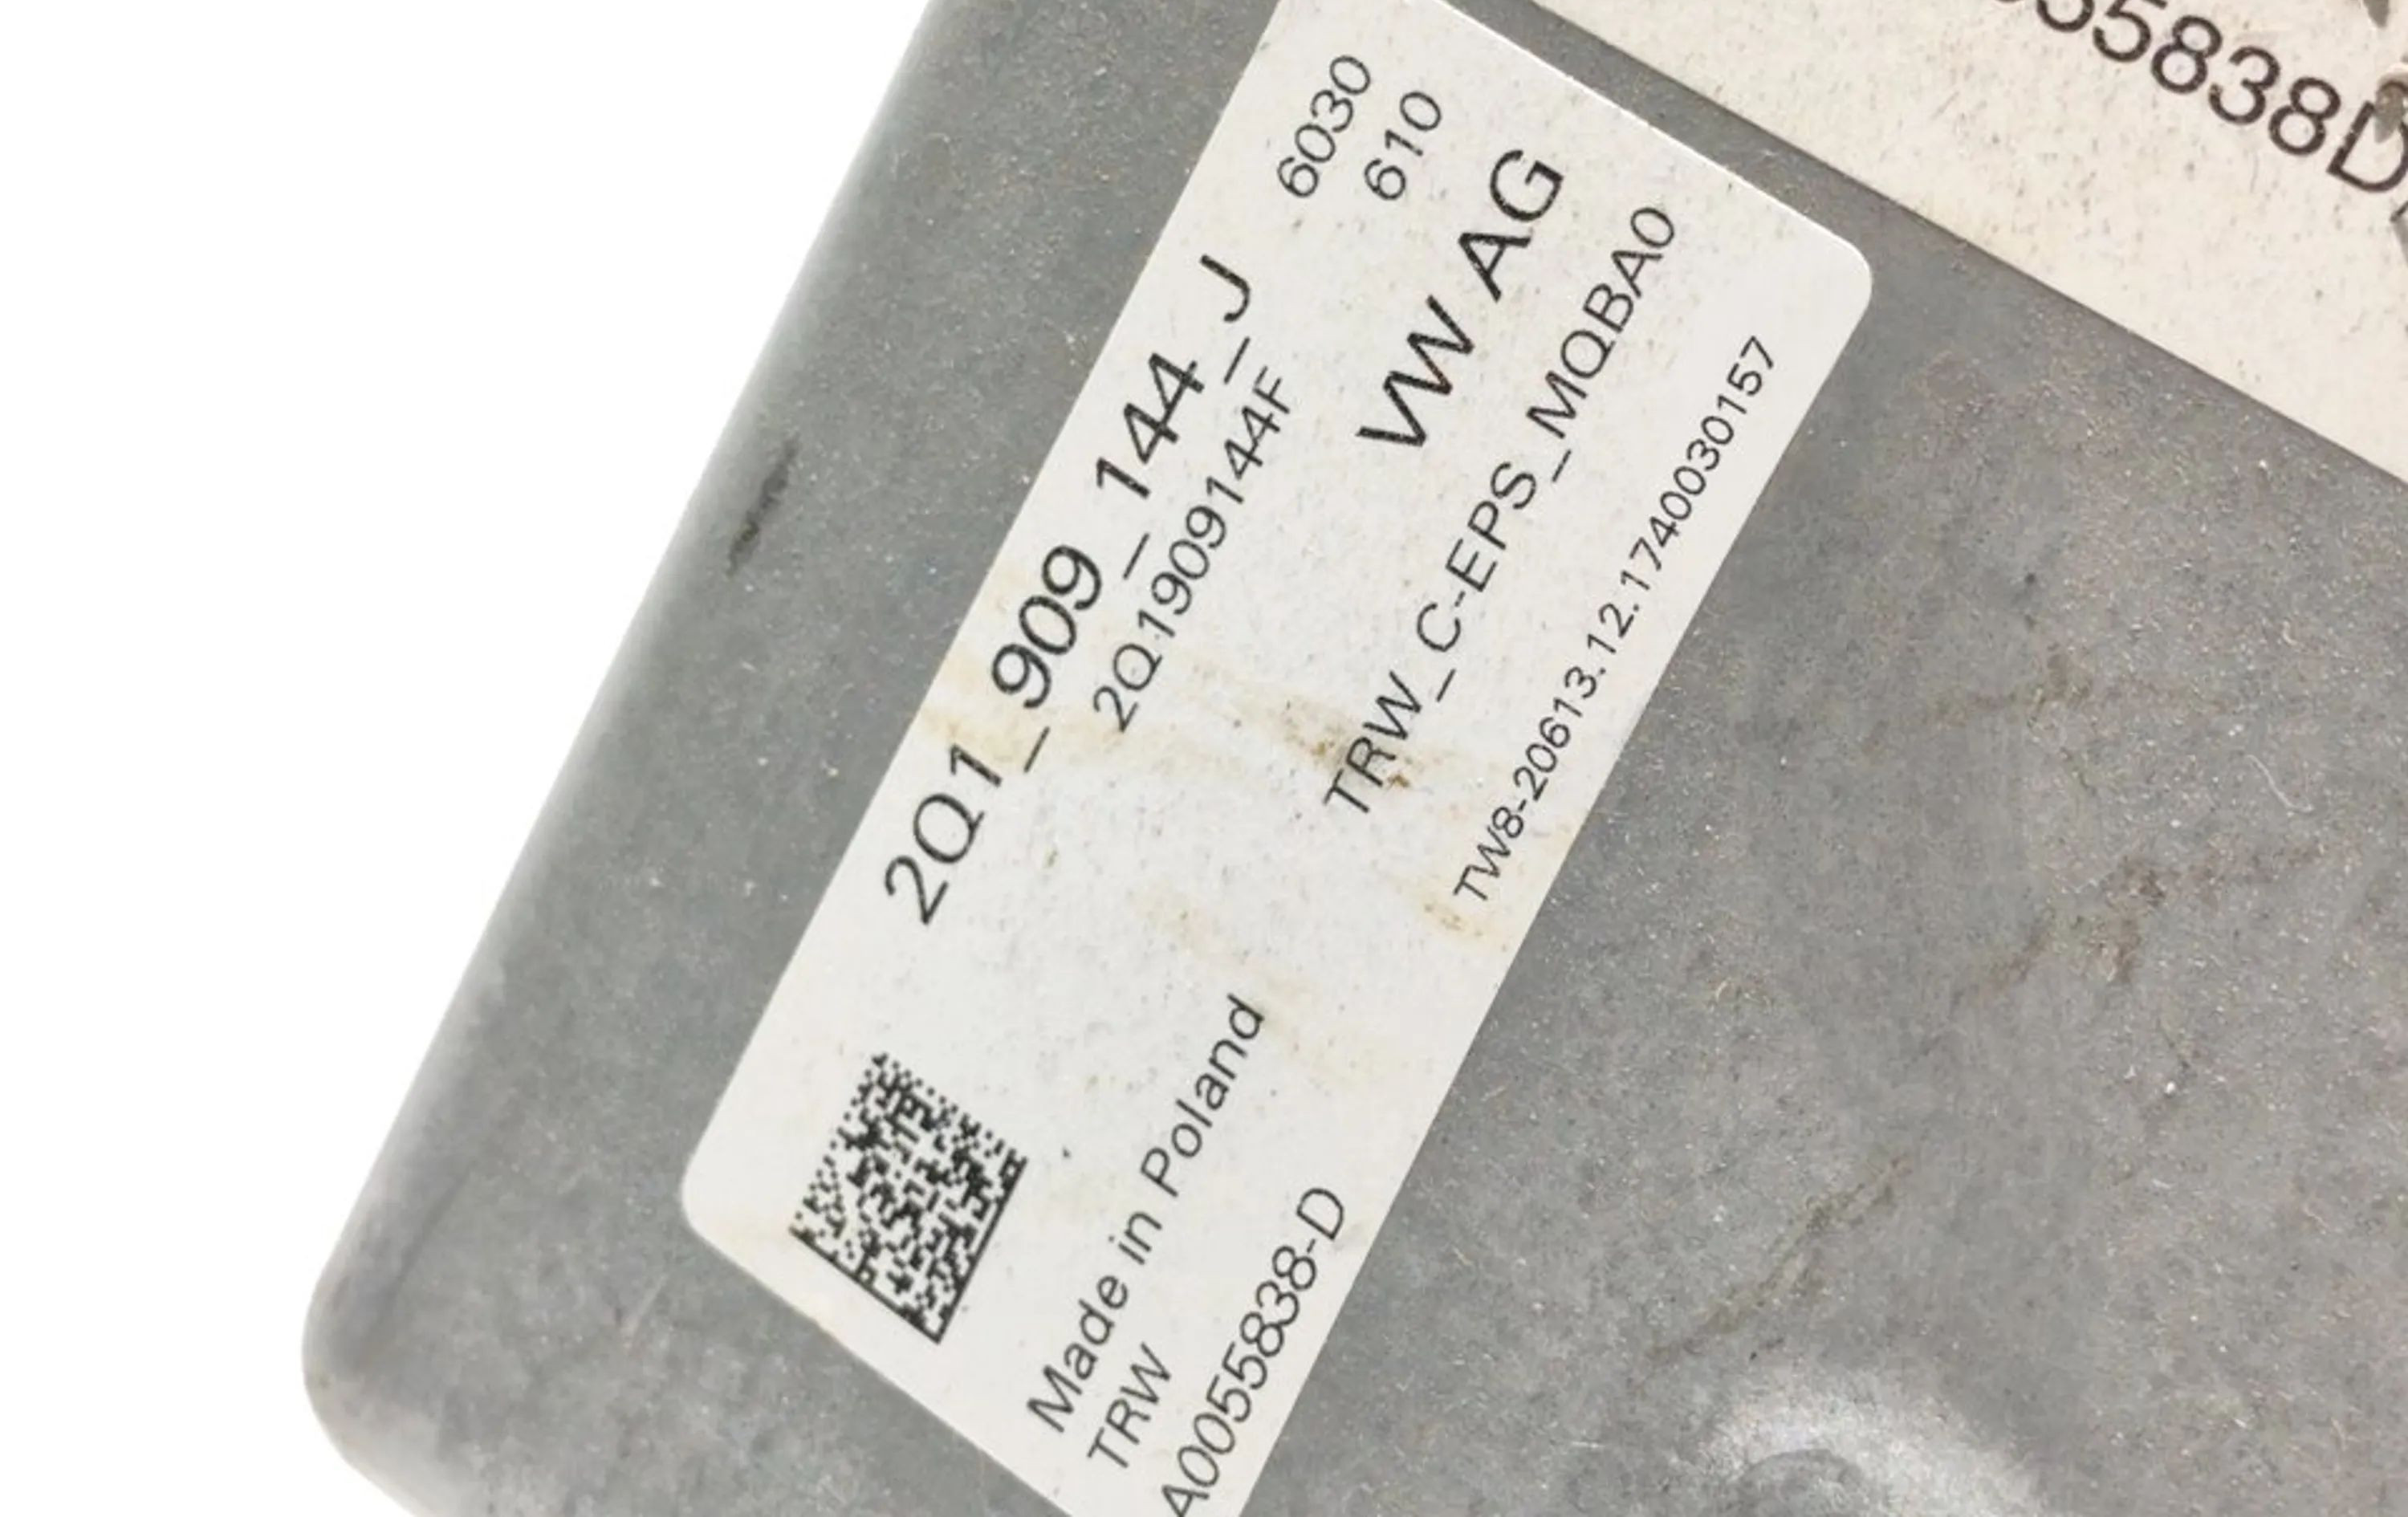 2Q1_909_144_J
6030
2Q1909144F
610
VW AG
TRW_C-EPS_MQBA0
TW8-20613.12.1740030157
Made in Poland
TRW
A0055838-D
55838D